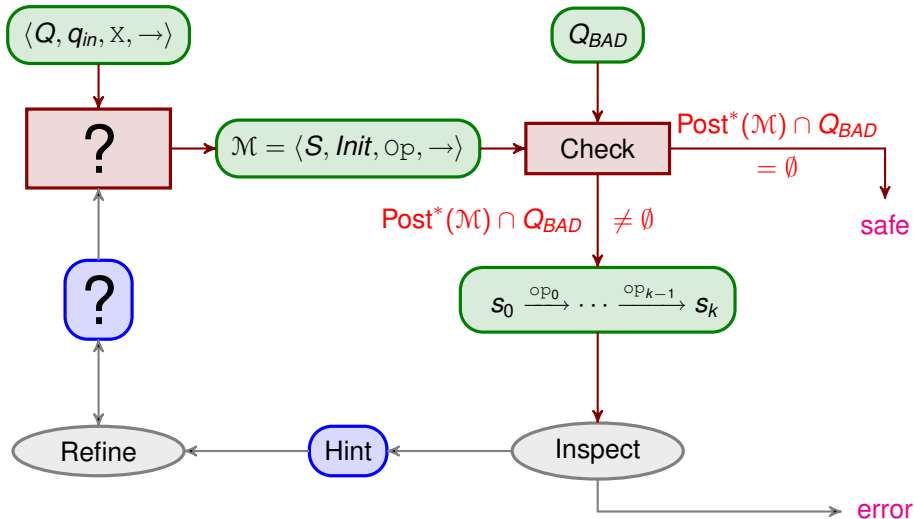 ⟨Q, q_in, X, →⟩
Q_BAD
?
ℳ = ⟨S, Init, Op, →⟩
Check
Post*(ℳ) ∩ Q_BAD
= ∅
Post*(ℳ) ∩ Q_BAD ≠ ∅
safe
?
s_0 —op_0→ ⋯ —op_{k−1}→ s_k
Refine
Hint
Inspect
error